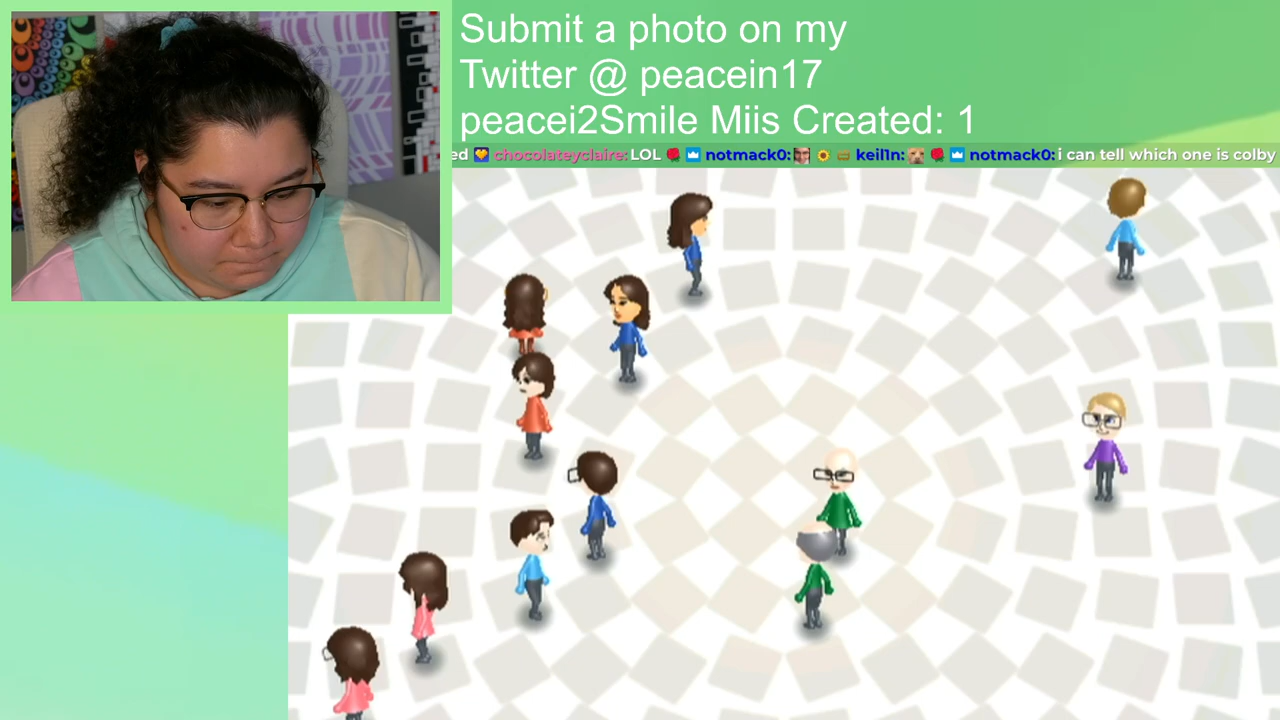 Submit a photo on my
Twitter @ peacein17
peacei2Smile Miis Created: 1
ed chocolateyclaire: LOL notmack0: keil1n: notmack0: i can tell which one is colby